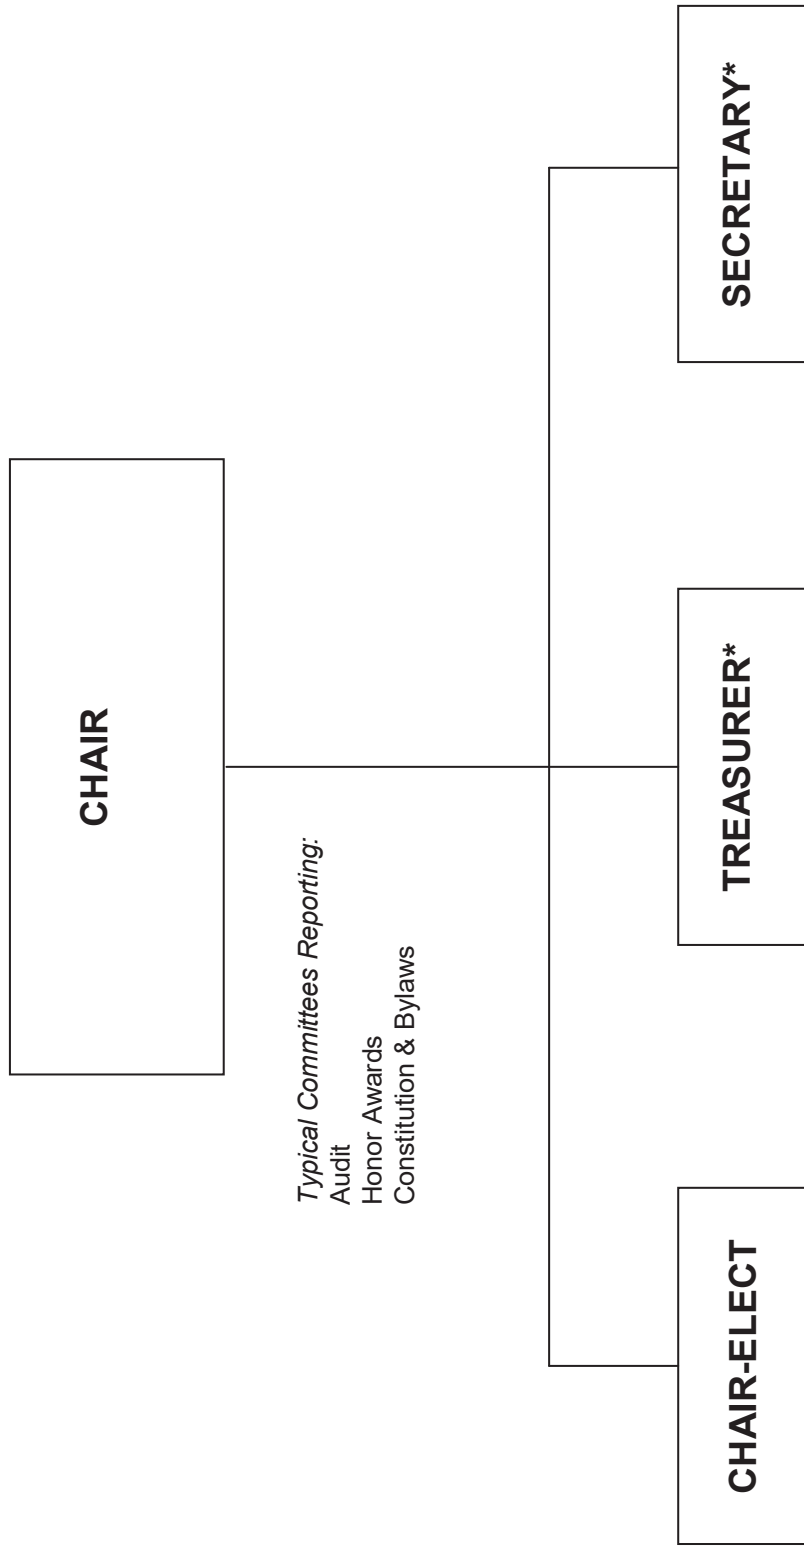 CHAIR
Typical Committees Reporting:
Audit
Honor Awards
Constitution & Bylaws
CHAIR-ELECT
TREASURER*
SECRETARY*